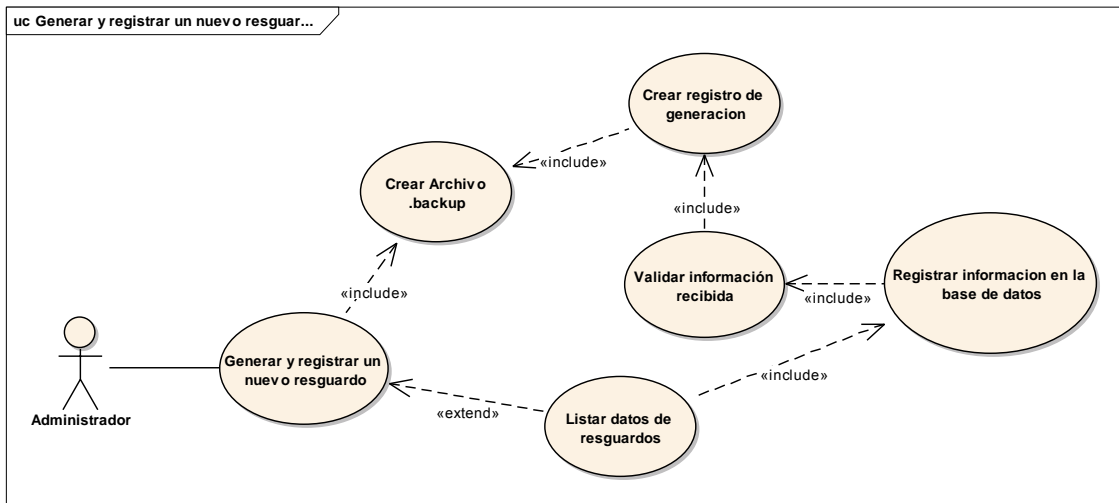 uc Generar y registrar un nuevo resguar...
Crear registro de
generacion
«include»
Crear Archivo
.backup
«include»
Validar información
recibida
Registrar informacion en la
base de datos
«include»
«include»
Generar y registrar un
nuevo resguardo
«include»
«extend»
Listar datos de
resguardos
Administrador